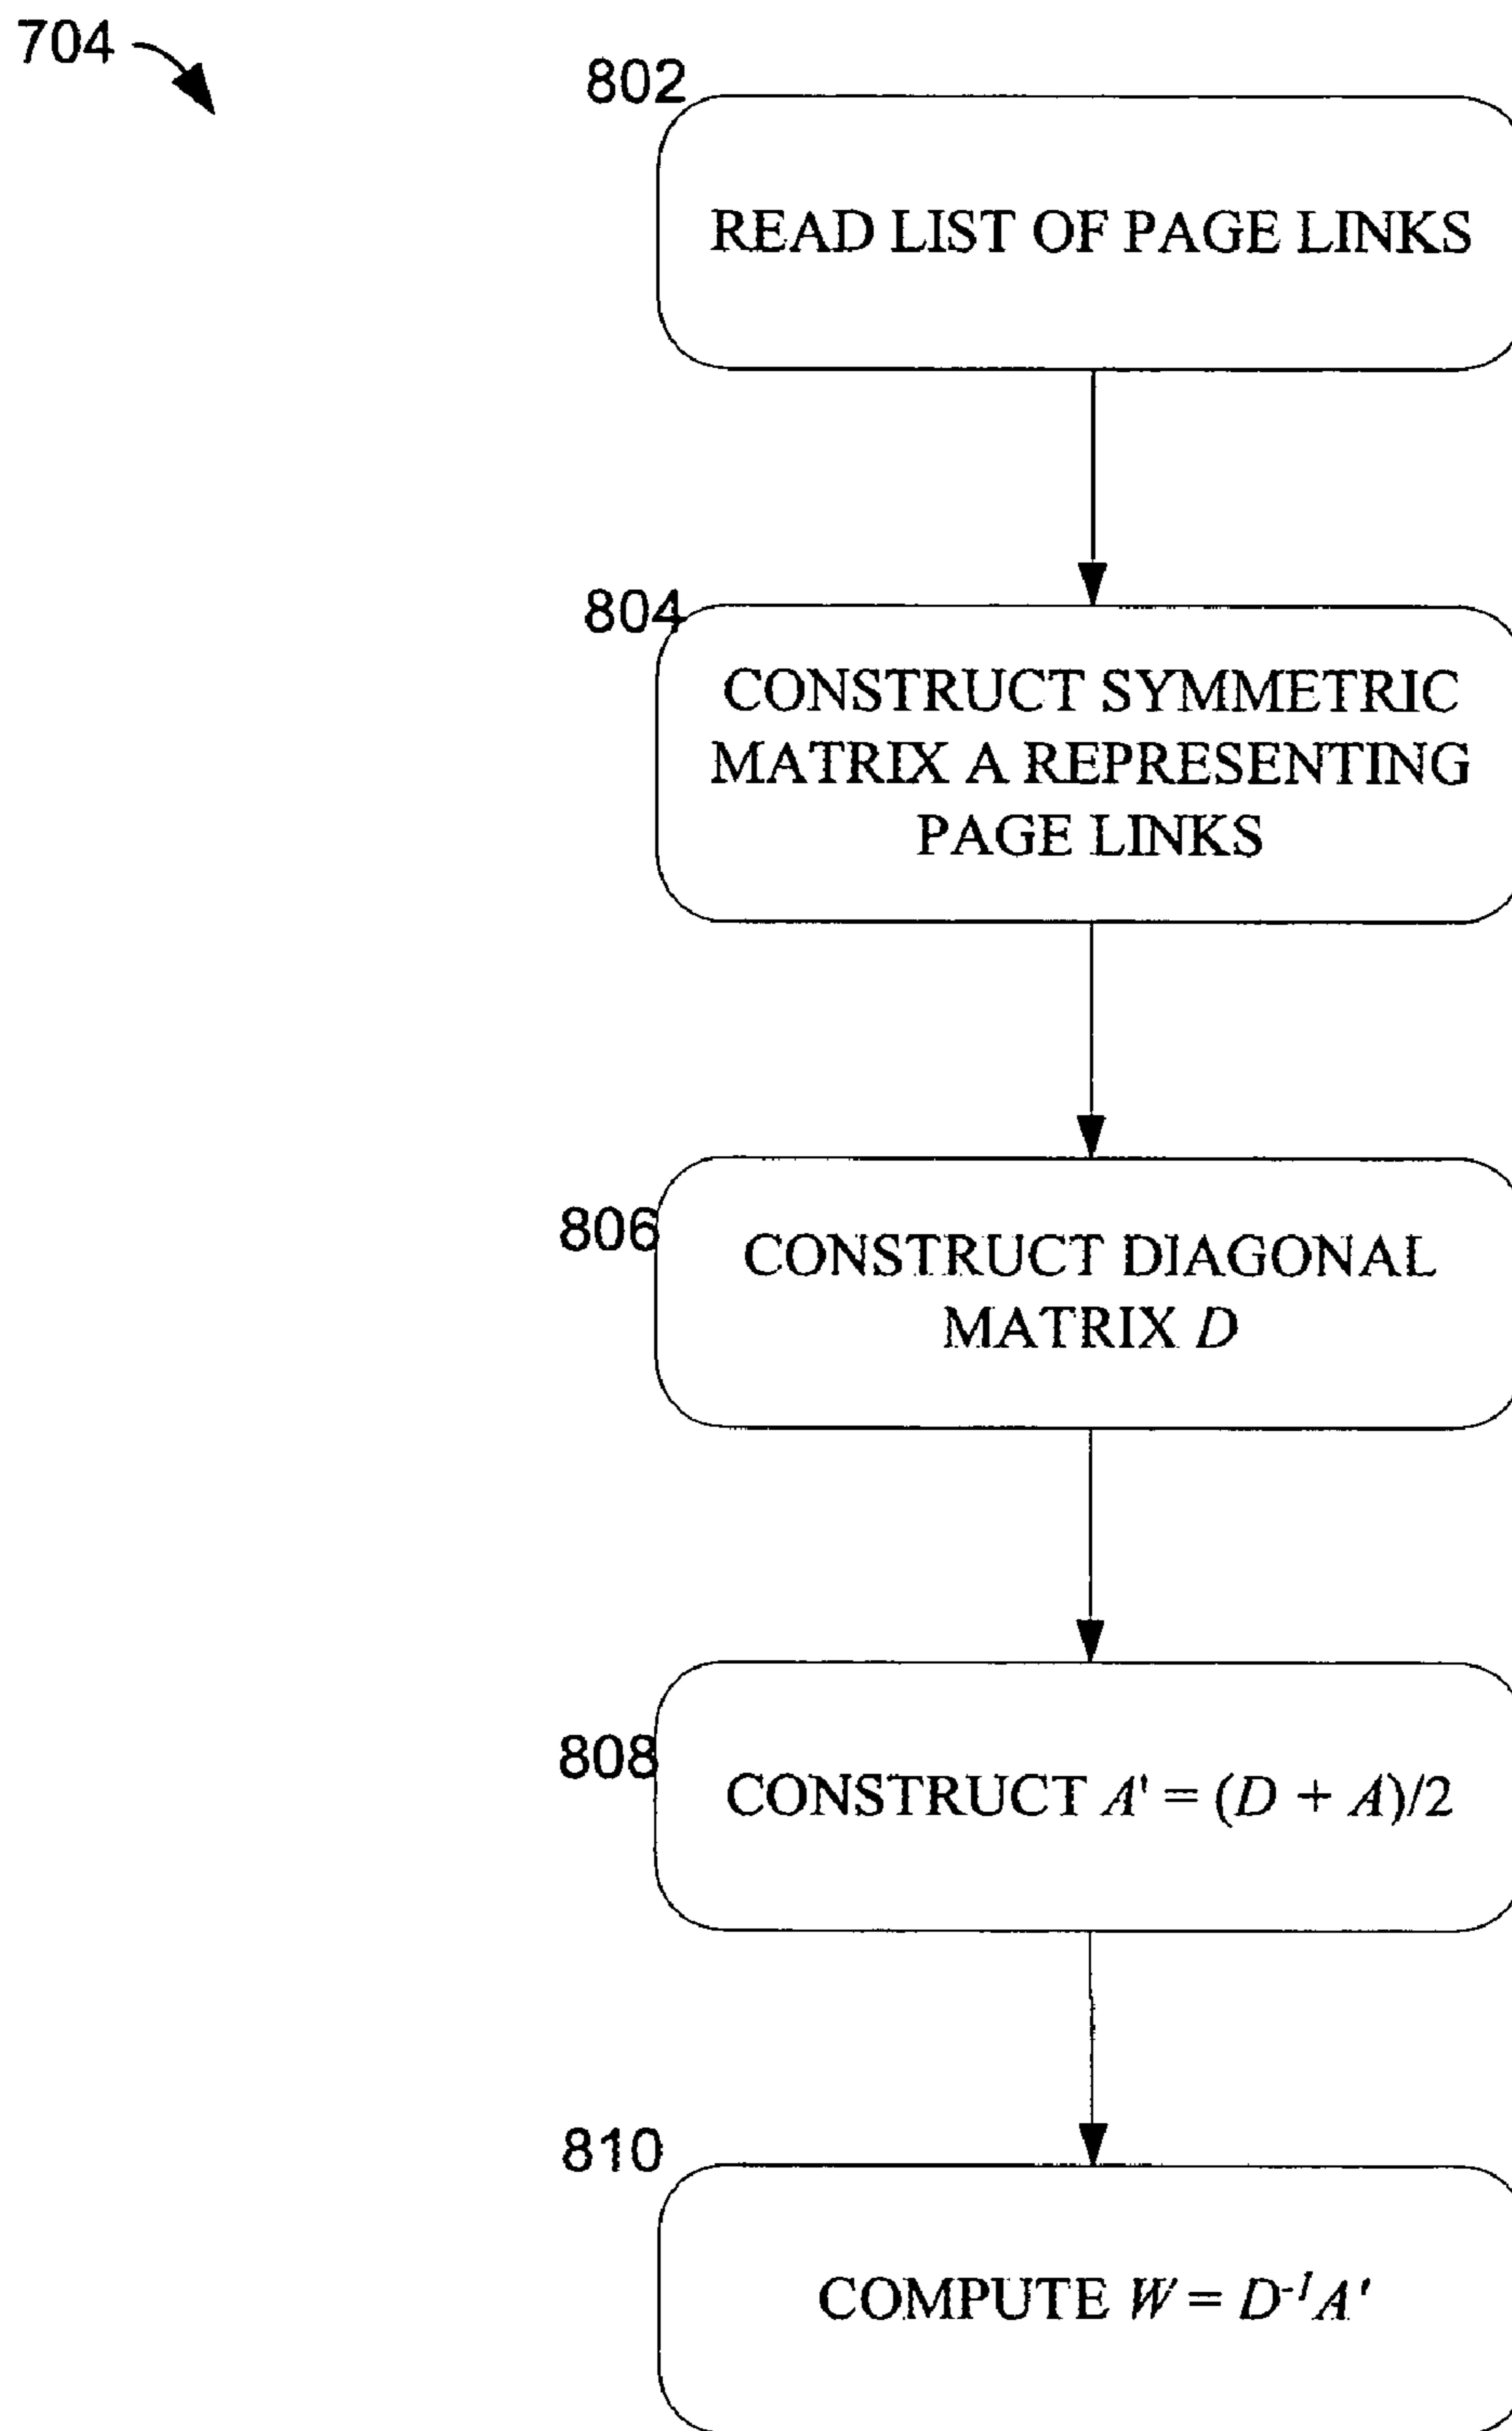 704
802
READ LIST OF PAGE LINKS
804
CONSTRUCT SYMMETRIC
MATRIX A REPRESENTING
PAGE LINKS
806
CONSTRUCT DIAGONAL
MATRIX D
808
CONSTRUCT A' = (D + A)/2
810
COMPUTE W = D⁻¹A'